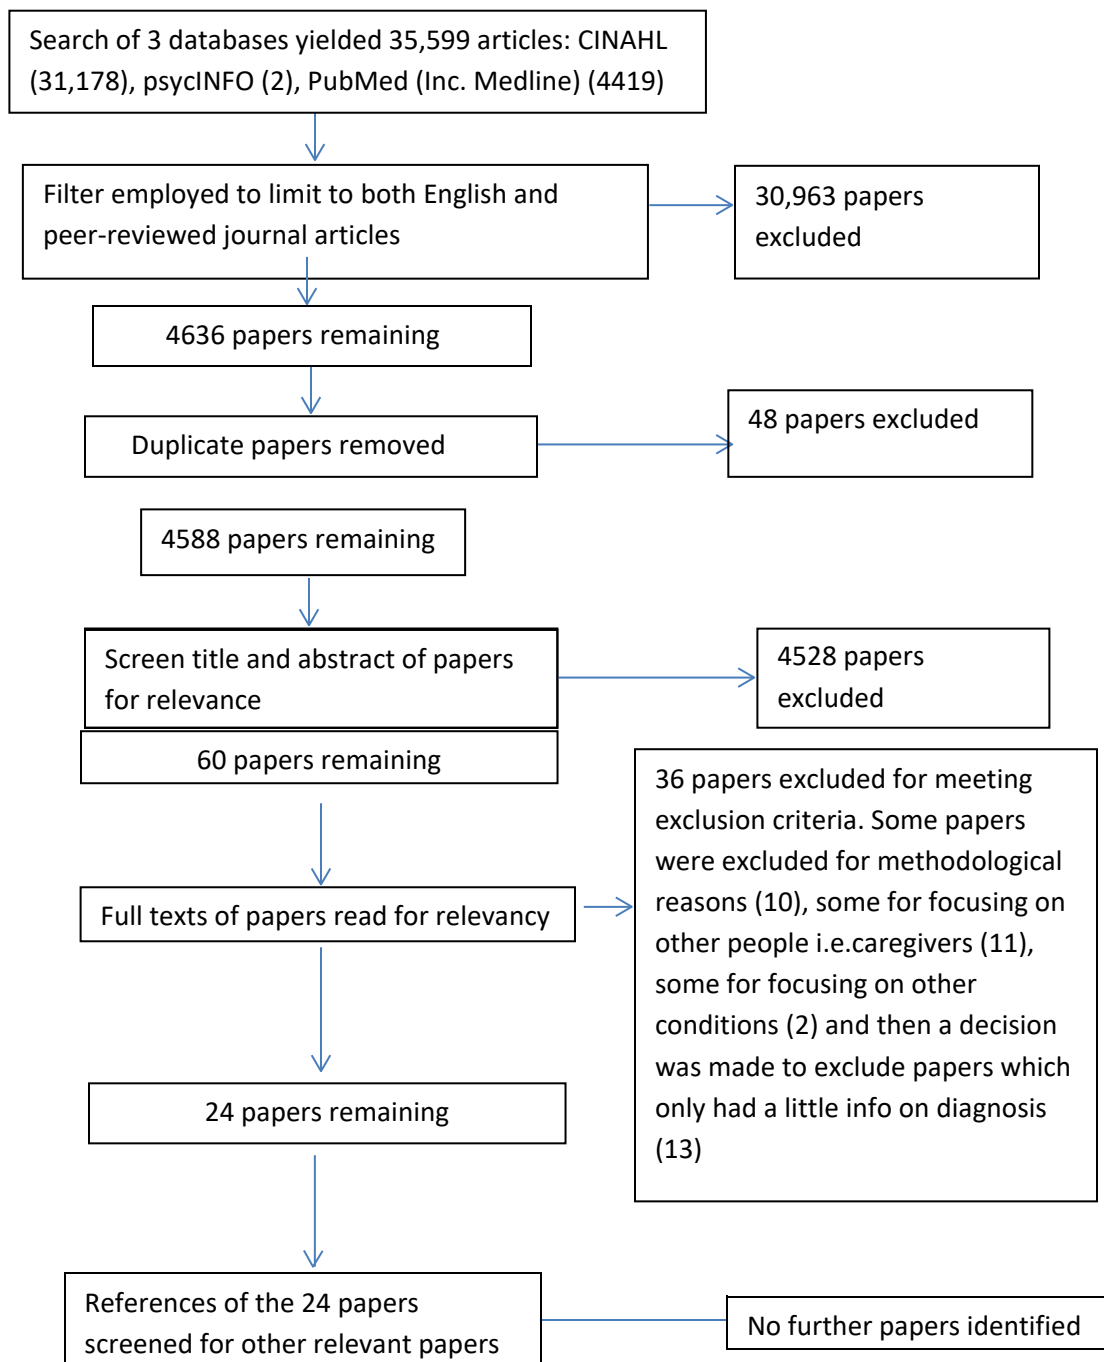 Search of 3 databases yielded 35,599 articles: CINAHL
(31,178), psycINFO (2), PubMed (Inc. Medline) (4419)
Filter employed to limit to both English and
peer-reviewed journal articles
30,963 papers
excluded
4636 papers remaining
Duplicate papers removed
48 papers excluded
4588 papers remaining
Screen title and abstract of papers
for relevance
4528 papers
excluded
60 papers remaining
36 papers excluded for meeting
exclusion criteria. Some papers
were excluded for methodological
reasons (10), some for focusing on
other people i.e.caregivers (11),
some for focusing on other
conditions (2) and then a decision
was made to exclude papers which
only had a little info on diagnosis
(13)
Full texts of papers read for relevancy
24 papers remaining
References of the 24 papers
screened for other relevant papers
No further papers identified